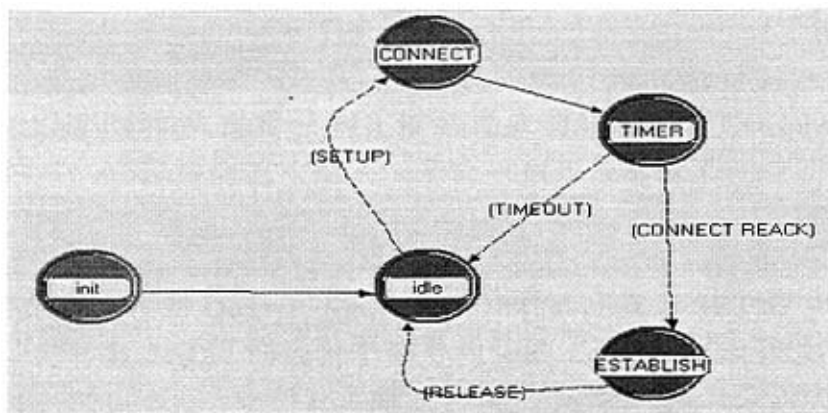 CONNECT
TIMER
(SETUP)
(TIMEOUT)
(CONNECT REACK)
init
idle
ESTABLISH
(RELEASE)